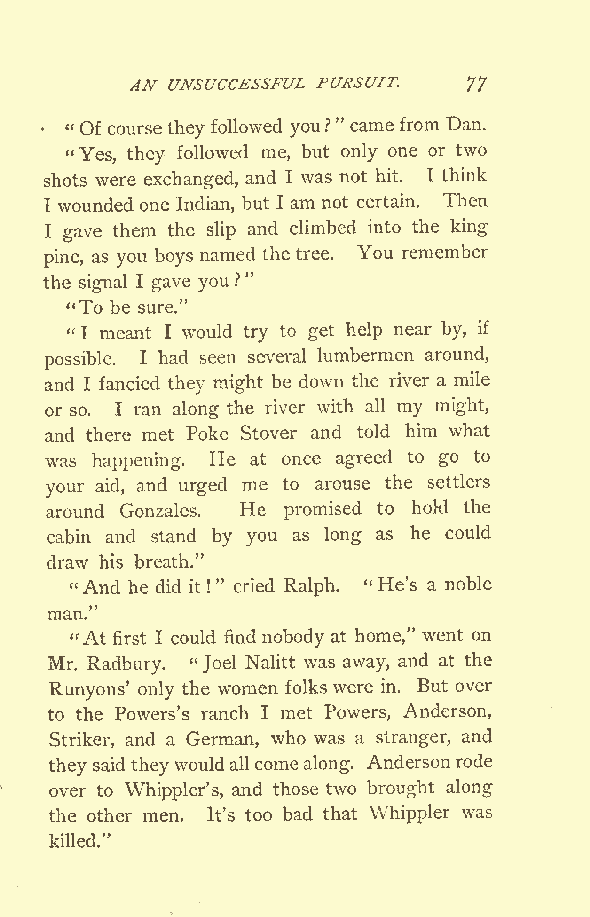 AN UNSUCCESSFUL PURSUIT. 77
"Of course they followed you?" came from Dan.
"Yes, they followed me, but only one or two
shots were exchanged, and I was not hit. I think
I wounded one Indian, but I am not certain. Then
I gave them the slip and climbed into the king
pine, as you boys named the tree. You remember
the signal I gave you?"
"To be sure."
"I meant I would try to get help near by, if
possible. I had seen several lumbermen around,
and I fancied they might be down the river a mile
or so. I ran along the river with all my might,
and there met Poke Stover and told him what
was happening. He at once agreed to go to
your aid, and urged me to arouse the settlers
around Gonzales. He promised to hold the
cabin and stand by you as long as he could
draw his breath."
"And he did it!" cried Ralph. "He's a noble
man."
"At first I could find nobody at home," went on
Mr. Radbury. "Joel Nalitt was away, and at the
Runyons' only the women folks were in. But over
to the Powers's ranch I met Powers, Anderson,
Striker, and a German, who was a stranger, and
they said they would all come along. Anderson rode
over to Whippler's, and those two brought along
the other men. It's too bad that Whippler was
killed."